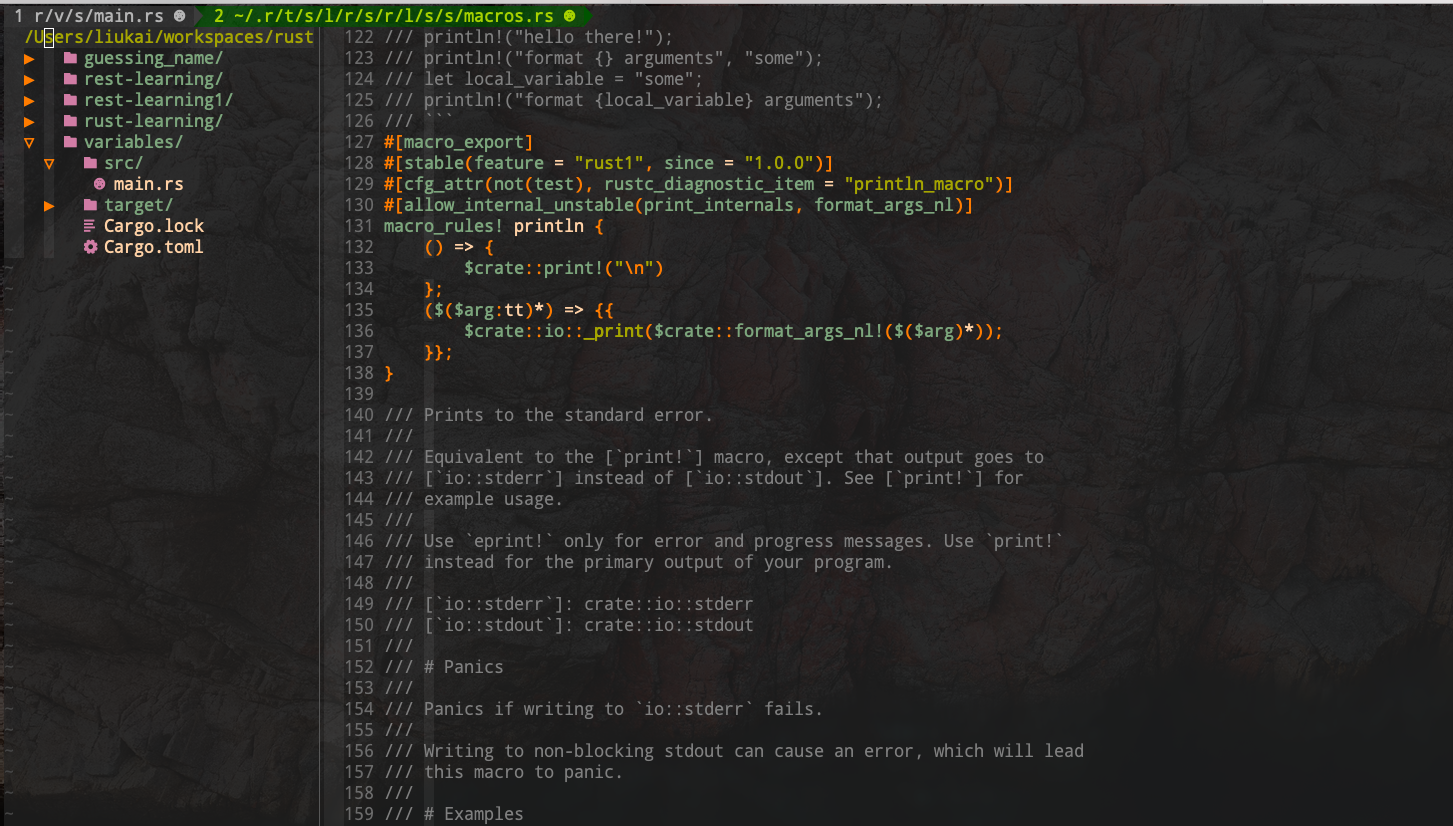 1 r/v/s/main.rs
2 ~/.r/t/s/l/r/s/r/l/s/s/macros.rs
/Users/liukai/workspaces/rust
guessing_name/
rest-learning/
rest-learning1/
rust-learning/
variables/
src/
main.rs
target/
Cargo.lock
Cargo.toml
122 /// println!("hello there!");
123 /// println!("format {} arguments", "some");
124 /// let local_variable = "some";
125 /// println!("format {local_variable} arguments");
126 /// ```
127 #[macro_export]
128 #[stable(feature = "rust1", since = "1.0.0")]
129 #[cfg_attr(not(test), rustc_diagnostic_item = "println_macro")]
130 #[allow_internal_unstable(print_internals, format_args_nl)]
131 macro_rules! println {
132     () => {
133         $crate::print!("\n")
134     };
135     ($($arg:tt)*) => {{
136         $crate::io::_print($crate::format_args_nl!($($arg)*));
137     }};
138 }
139
140 /// Prints to the standard error.
141 ///
142 /// Equivalent to the [`print!`] macro, except that output goes to
143 /// [`io::stderr`] instead of [`io::stdout`]. See [`print!`] for
144 /// example usage.
145 ///
146 /// Use `eprint!` only for error and progress messages. Use `print!`
147 /// instead for the primary output of your program.
148 ///
149 /// [`io::stderr`]: crate::io::stderr
150 /// [`io::stdout`]: crate::io::stdout
151 ///
152 /// # Panics
153 ///
154 /// Panics if writing to `io::stderr` fails.
155 ///
156 /// Writing to non-blocking stdout can cause an error, which will lead
157 /// this macro to panic.
158 ///
159 /// # Examples